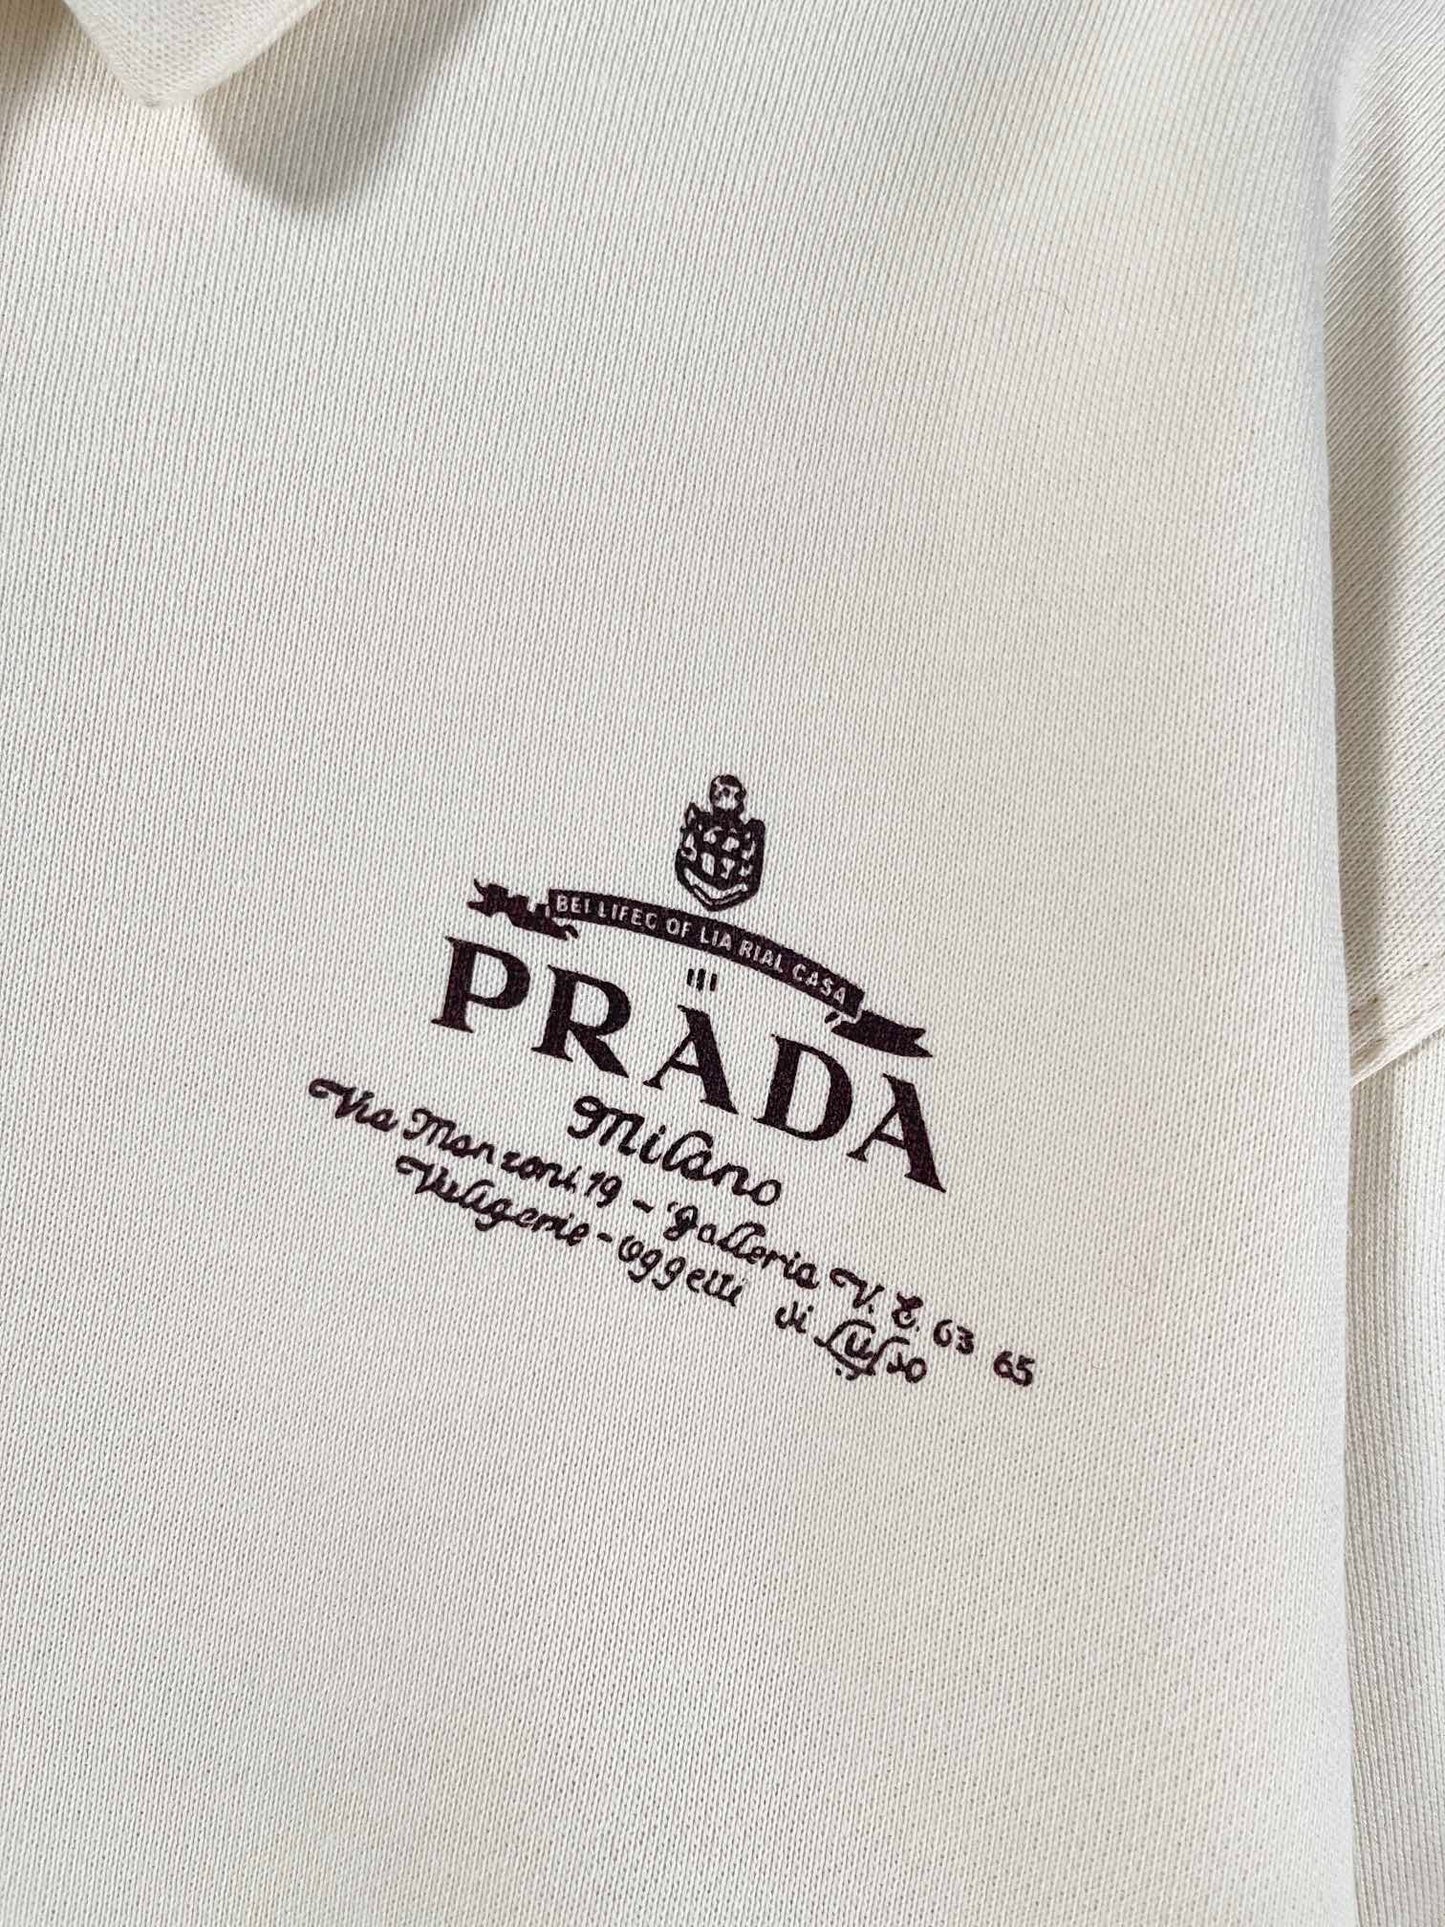 BEI LIFEC OF LIA RIAL CASA
PRADA
Milano
Via Manzoni, 19 - Galleria V. E. 63 65
Valigerie - Oggetti di Lusso